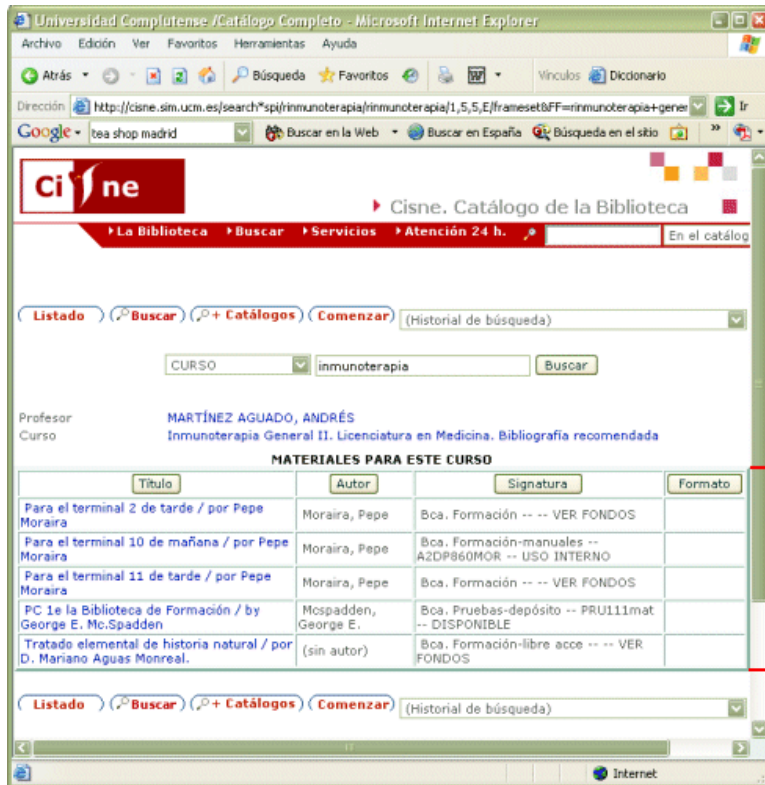 Universidad Complutense /Catálogo Completo - Microsoft Internet Explorer
Archivo Edición Ver Favoritos Herramientas Ayuda
Atrás Búsqueda Favoritos Vínculos Diccionario
Dirección http://cisne.sim.ucm.es/search*spi/rinmunoterapia/rinmunoterapia/1,5,5,E/frameset&FF=rinmunoterapia+gener Ir
Google tea shop madrid Buscar en la Web Buscar en España Búsqueda en el sitio »
Cisne
Cisne. Catálogo de la Biblioteca
La Biblioteca Buscar Servicios Atención 24 h. En el catálog
Listado Buscar + Catálogos Comenzar (Historial de búsqueda)
CURSO inmunoterapia Buscar
Profesor MARTÍNEZ AGUADO, ANDRÉS
Curso Inmunoterapia General II. Licenciatura en Medicina. Bibliografía recomendada
MATERIALES PARA ESTE CURSO
Título Autor Signatura Formato
Para el terminal 2 de tarde / por Pepe Moraira Moraira, Pepe Bca. Formación -- -- VER FONDOS
Para el terminal 10 de mañana / por Pepe Moraira Moraira, Pepe Bca. Formación-manuales -- A2DP860MOR -- USO INTERNO
Para el terminal 11 de tarde / por Pepe Moraira Moraira, Pepe Bca. Formación -- -- VER FONDOS
PC 1e la Biblioteca de Formación / by George E. Mc.Spadden Mcspadden, George E. Bca. Pruebas-depósito -- PRU111mat -- DISPONIBLE
Tratado elemental de historia natural / por D. Mariano Aguas Monreal. (sin autor) Bca. Formación-libre acce -- -- VER FONDOS
Listado Buscar + Catálogos Comenzar (Historial de búsqueda)
Internet